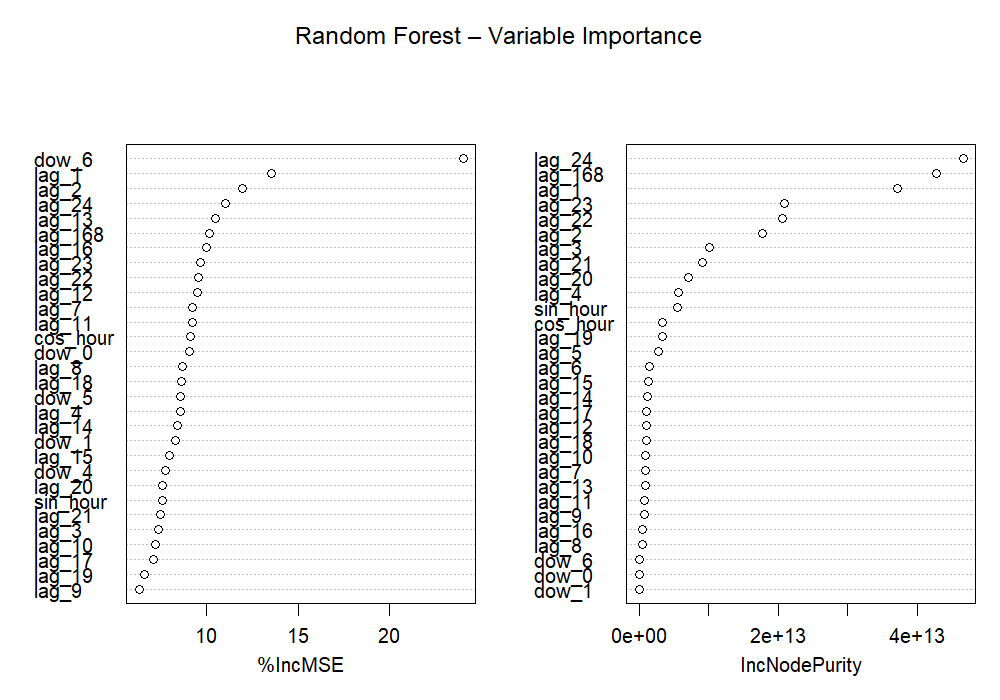 Random Forest – Variable Importance
dow_6
lag_1
lag_2
lag_24
lag_13
lag_168
lag_16
lag_23
lag_22
lag_12
lag_7
lag_11
cos_hour
dow_0
lag_8
lag_18
dow_5
lag_4
lag_14
dow_1
lag_15
dow_4
lag_20
sin_hour
lag_21
lag_3
lag_10
lag_17
lag_19
lag_9
10
15
20
%IncMSE
lag_24
lag_168
lag_1
lag_23
lag_22
lag_2
lag_3
lag_21
lag_20
lag_4
sin_hour
cos_hour
lag_19
lag_5
lag_6
lag_15
lag_14
lag_17
lag_12
lag_18
lag_10
lag_7
lag_13
lag_11
lag_9
lag_16
lag_8
dow_6
dow_0
dow_1
0e+00
2e+13
4e+13
IncNodePurity